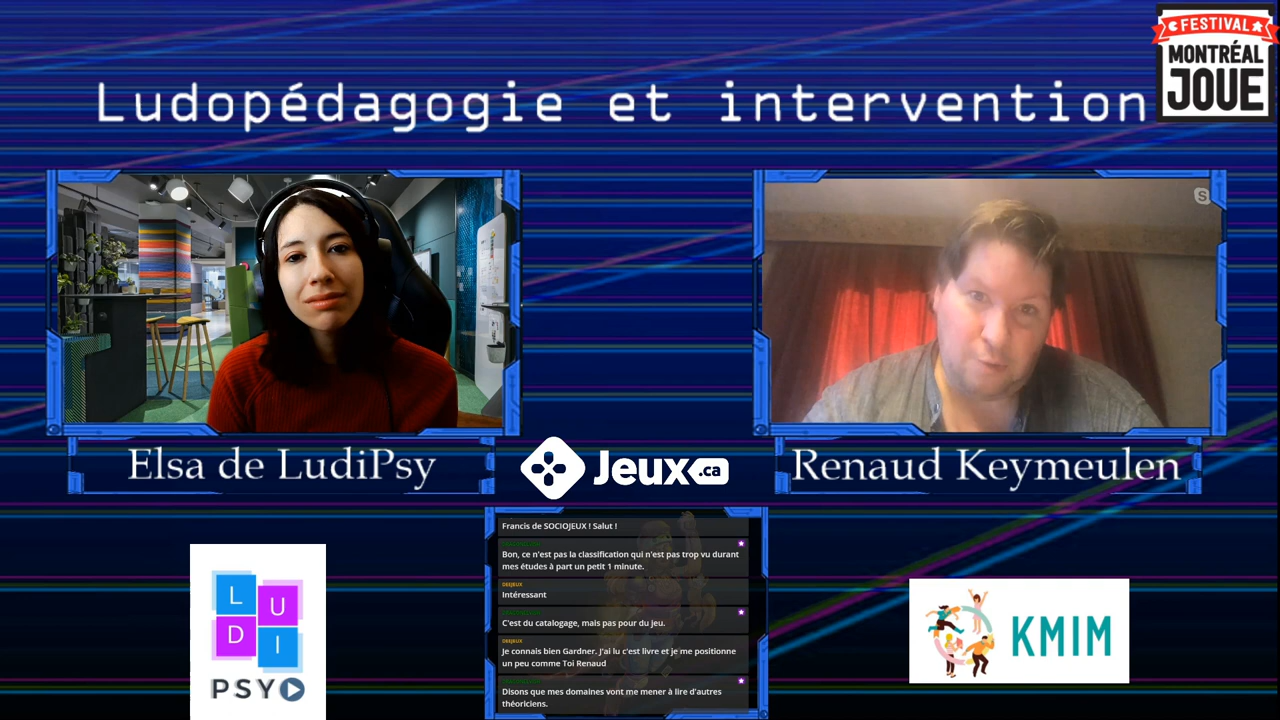 FESTIVAL
MONTRÉAL
JOUE
Ludopédagogie et intervention
S
Elsa de LudiPsy
Jeux.ca
Renaud Keymeulen
Francis de SOCIOJEUX ! Salut !
Bon, ce n'est pas la classification qui n'est pas trop vu durant
mes études à part un petit 1 minute.
DEEJEUX
Intéressant
C'est du catalogage, mais pas pour du jeu.
DEEJEUX
Je connais bien Gardner. J'ai lu c'est livre et je me positionne
un peu comme Toi Renaud
Disons que mes domaines vont me mener à lire d'autres
théoriciens.
L
U
D
I
PSY
KMIM